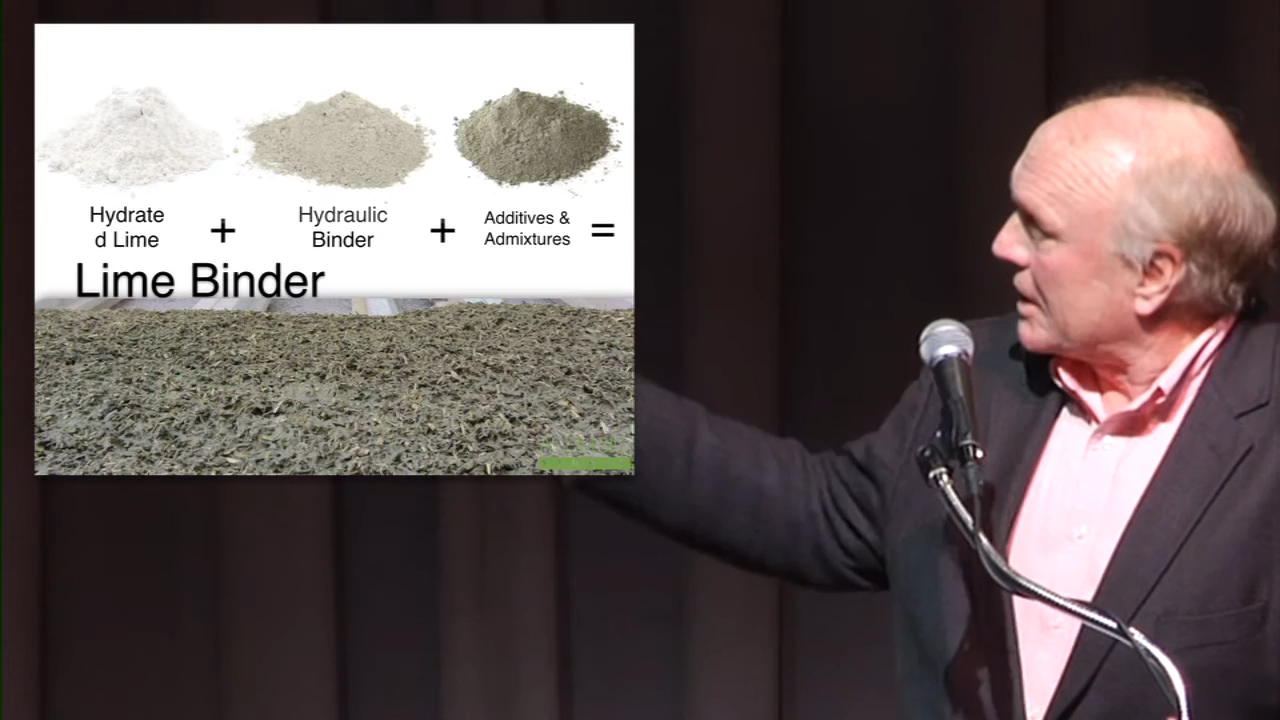 Hydrate
d Lime
+
Hydraulic
Binder
+
Additives &
Admixtures
=
Lime Binder